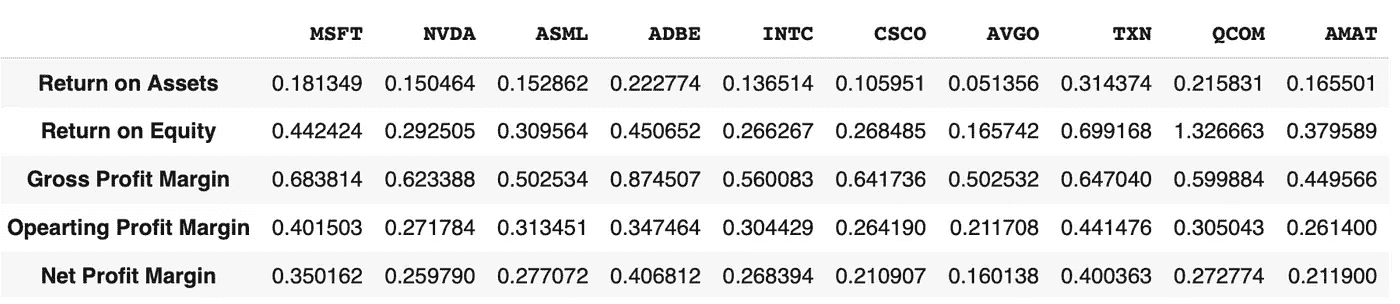 MSFT NVDA ASML ADBE INTC CSCO AVGO TXN QCOM AMAT
Return on Assets 0.181349 0.150464 0.152862 0.222774 0.136514 0.105951 0.051356 0.314374 0.215831 0.165501
Return on Equity 0.442424 0.292505 0.309564 0.450652 0.266267 0.268485 0.165742 0.699168 1.326663 0.379589
Gross Profit Margin 0.683814 0.623388 0.502534 0.874507 0.560083 0.641736 0.502532 0.647040 0.599884 0.449566
Opearting Profit Margin 0.401503 0.271784 0.313451 0.347464 0.304429 0.264190 0.211708 0.441476 0.305043 0.261400
Net Profit Margin 0.350162 0.259790 0.277072 0.406812 0.268394 0.210907 0.160138 0.400363 0.272774 0.211900